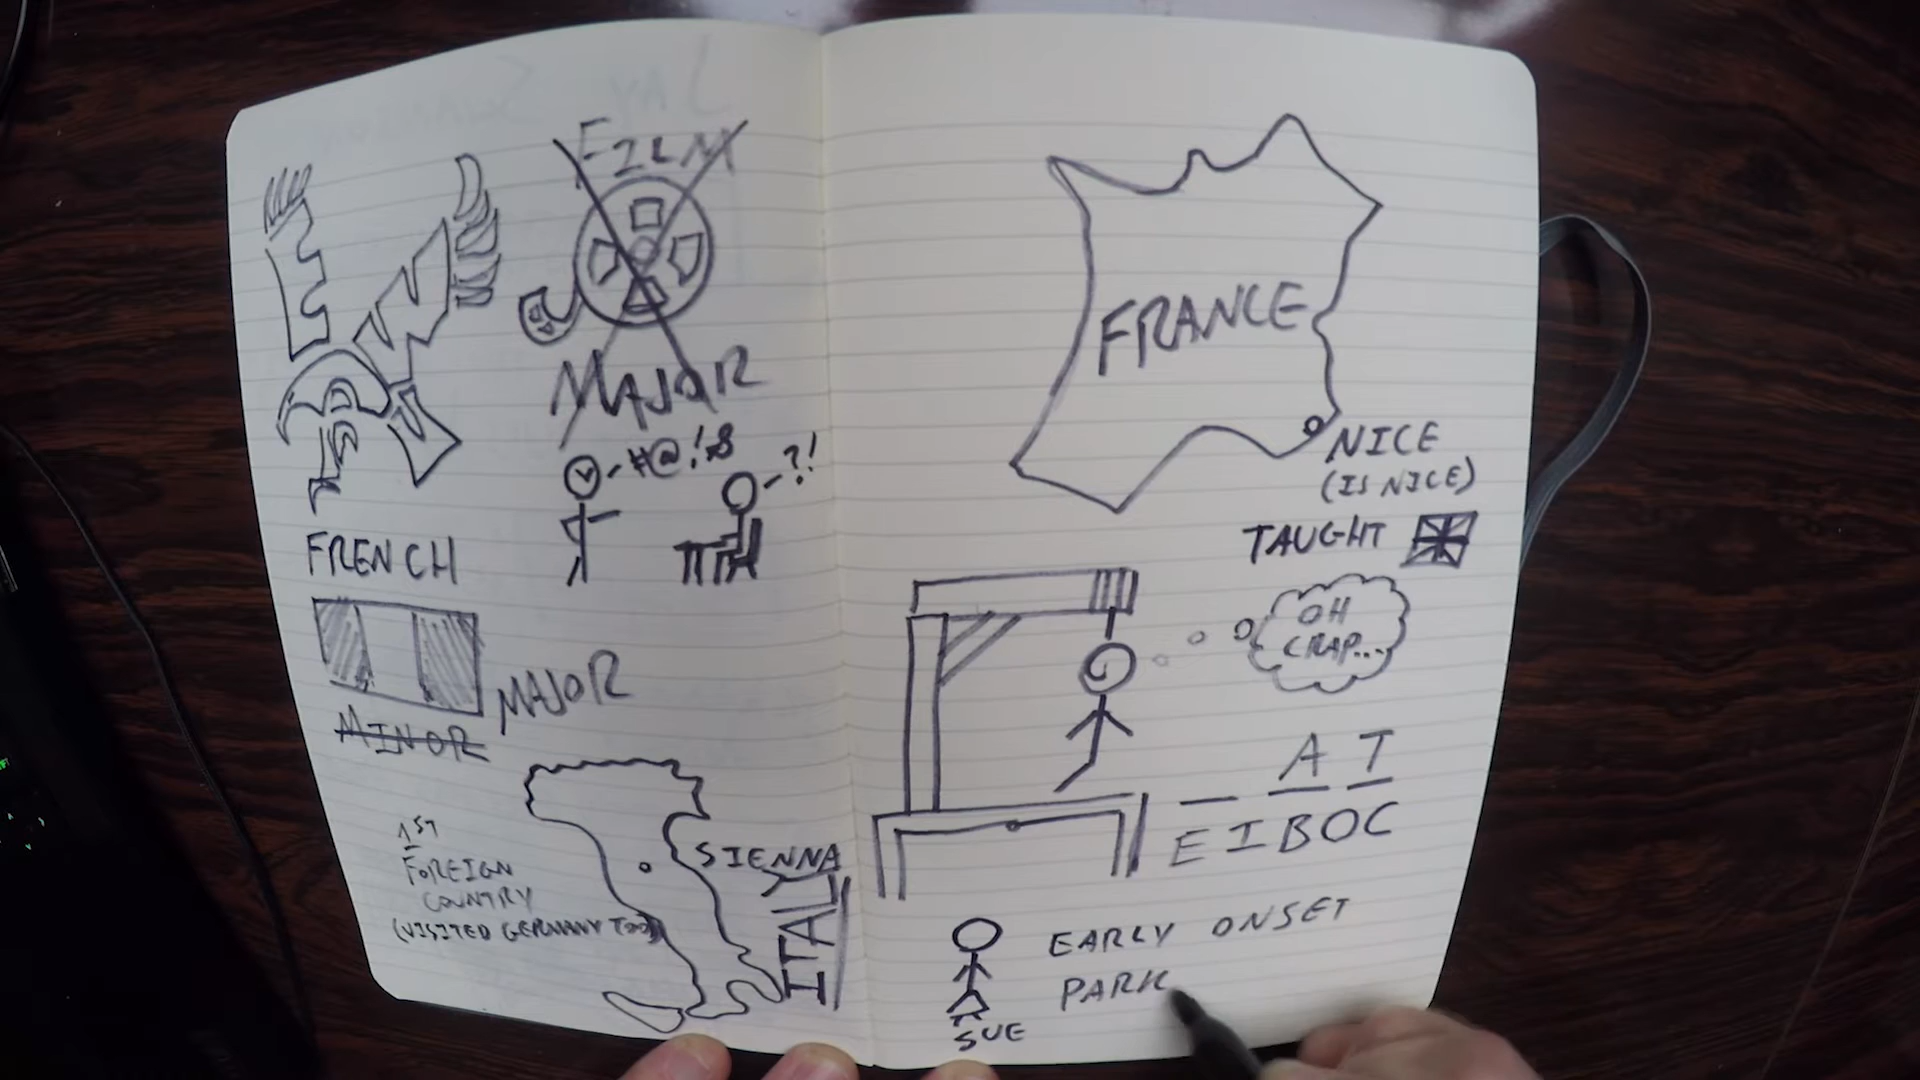 FILM
MAJOR
#@!&
?!
FRENCH
MAJOR
MINOR
1ST
FOREIGN
COUNTRY
(VISITED GERMANY TOO)
SIENNA
ITALY
FRANCE
NICE
(IS NICE)
TAUGHT
OH
CRAP...
_ A T
EIBOC
SUE
EARLY ONSET
PARK